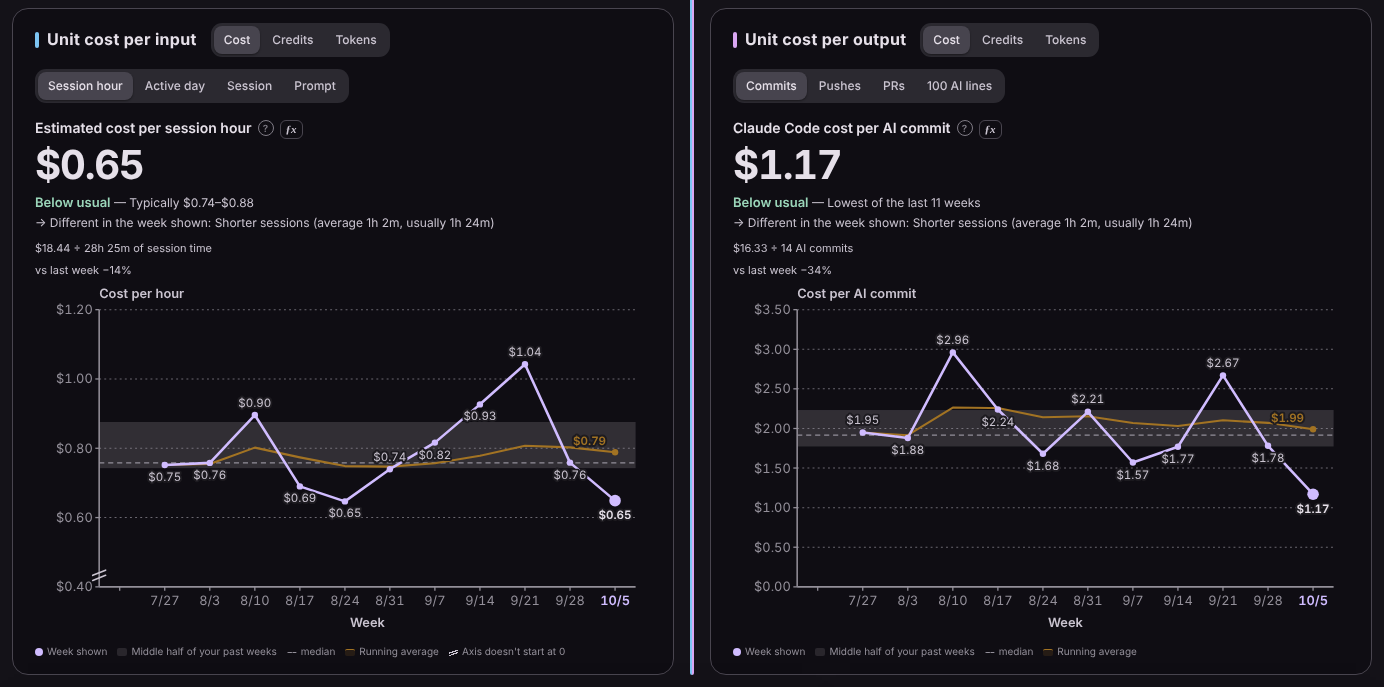 Unit cost per input Cost Credits Tokens
Session hour Active day Session Prompt
Estimated cost per session hour ? ƒx
$0.65
Below usual — Typically $0.74–$0.88
→ Different in the week shown: Shorter sessions (average 1h 2m, usually 1h 24m)
$18.44 ÷ 28h 25m of session time
vs last week −14%
Cost per hour
$1.20
$1.00
$0.80
$0.60
$0.40
$0.75
$0.76
$0.90
$0.69
$0.65
$0.74
$0.82
$0.93
$1.04
$0.76
$0.79
$0.65
7/27 8/3 8/10 8/17 8/24 8/31 9/7 9/14 9/21 9/28 10/5
Week
Week shown Middle half of your past weeks median Running average Axis doesn't start at 0
Unit cost per output Cost Credits Tokens
Commits Pushes PRs 100 AI lines
Claude Code cost per AI commit ? ƒx
$1.17
Below usual — Lowest of the last 11 weeks
→ Different in the week shown: Shorter sessions (average 1h 2m, usually 1h 24m)
$16.33 ÷ 14 AI commits
vs last week −34%
Cost per AI commit
$3.50
$3.00
$2.50
$2.00
$1.50
$1.00
$0.50
$0.00
$1.95
$1.88
$2.96
$2.24
$1.68
$2.21
$1.57
$1.77
$2.67
$1.78
$1.99
$1.17
7/27 8/3 8/10 8/17 8/24 8/31 9/7 9/14 9/21 9/28 10/5
Week
Week shown Middle half of your past weeks median Running average